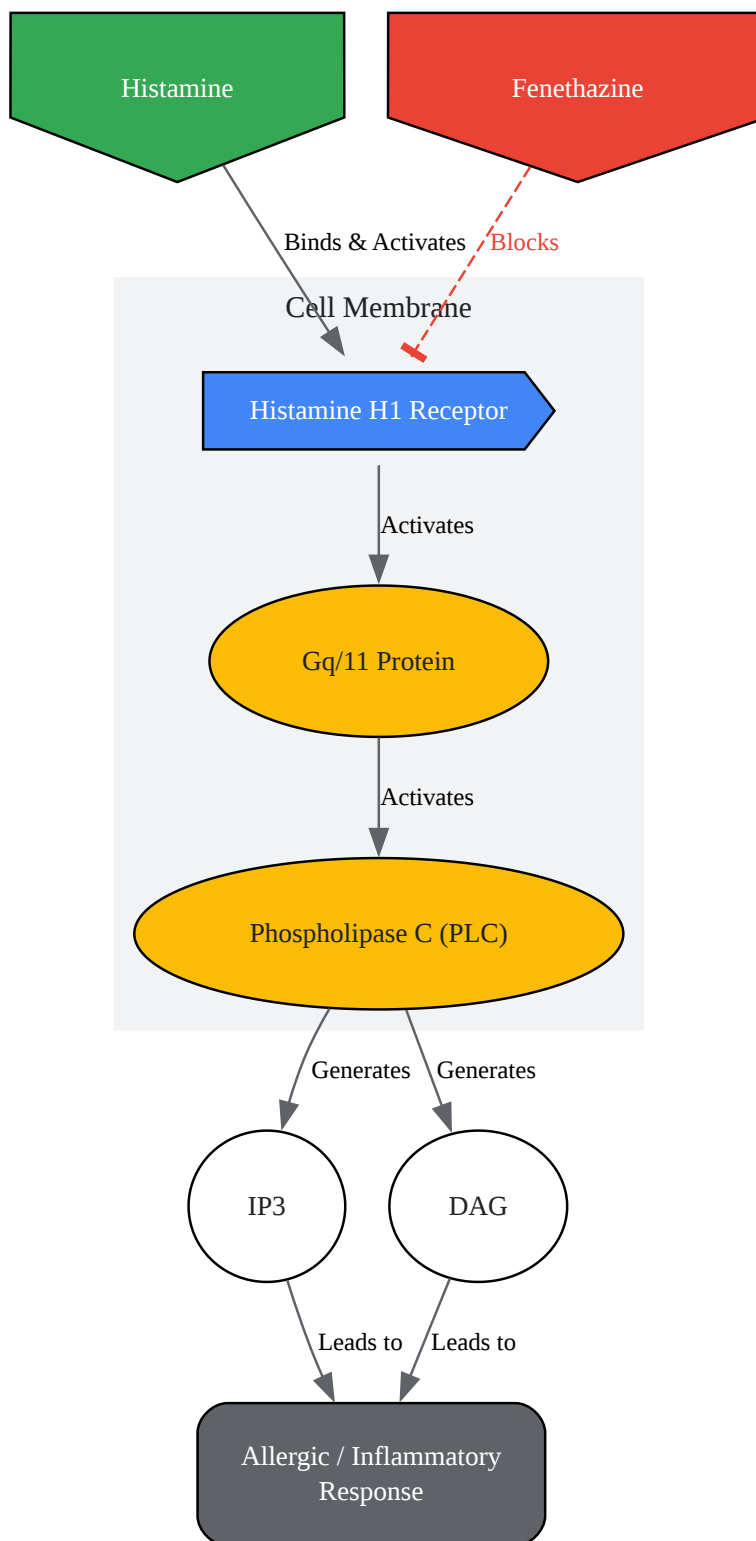 Histamine
Fenethazine
Binds & Activates
Blocks
Cell Membrane
Histamine H1 Receptor
Activates
Gq/11 Protein
Activates
Phospholipase C (PLC)
Generates
Generates
IP3
DAG
Leads to
Leads to
Allergic / Inflammatory
Response